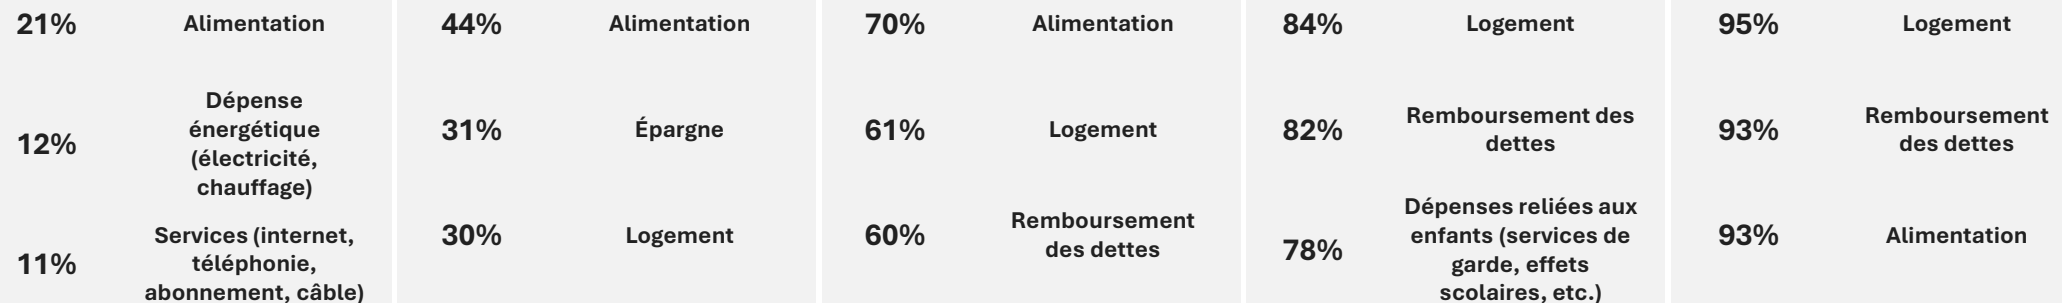 21% Alimentation
12% Dépense
énergétique
(électricité,
chauffage)
11% Services (internet,
téléphonie,
abonnement, câble)
44% Alimentation
31% Épargne
30% Logement
70% Alimentation
61% Logement
60% Remboursement
des dettes
84% Logement
82% Remboursement des
dettes
78% Dépenses reliées aux
enfants (services de
garde, effets
scolaires, etc.)
95% Logement
93% Remboursement
des dettes
93% Alimentation